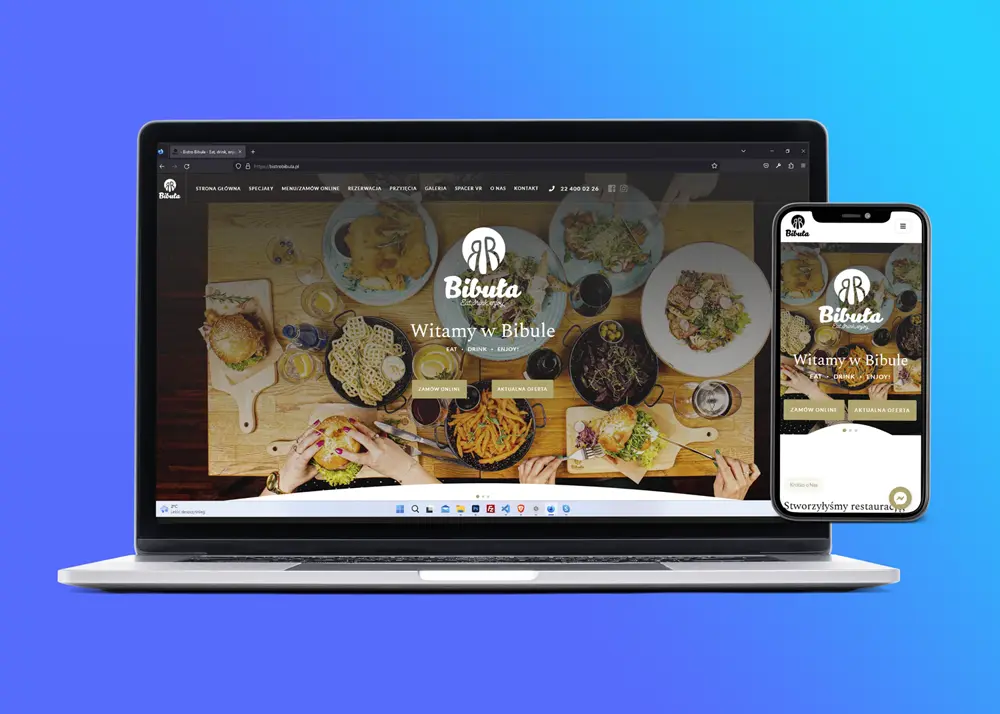 Bistro Bibuła - Eat, drink, enjoy
https://bistrobibula.pl
Bibuła
STRONA GŁÓWNA SPECJAŁY MENU/ZAMÓW ONLINE REZERWACJA PRZYJĘCIA GALERIA SPACER VR O NAS KONTAKT 22 400 02 26
Bibuła
Eat, drink, enjoy
Witamy w Bibule
EAT • DRINK • ENJOY!
ZAMÓW ONLINE
AKTUALNA OFERTA
2°C
Bibuła
Bibuła
Eat, drink, enjoy
Witamy w Bibule
EAT • DRINK • ENJOY!
ZAMÓW ONLINE
AKTUALNA OFERTA
Stworzyłyśmy restaurację